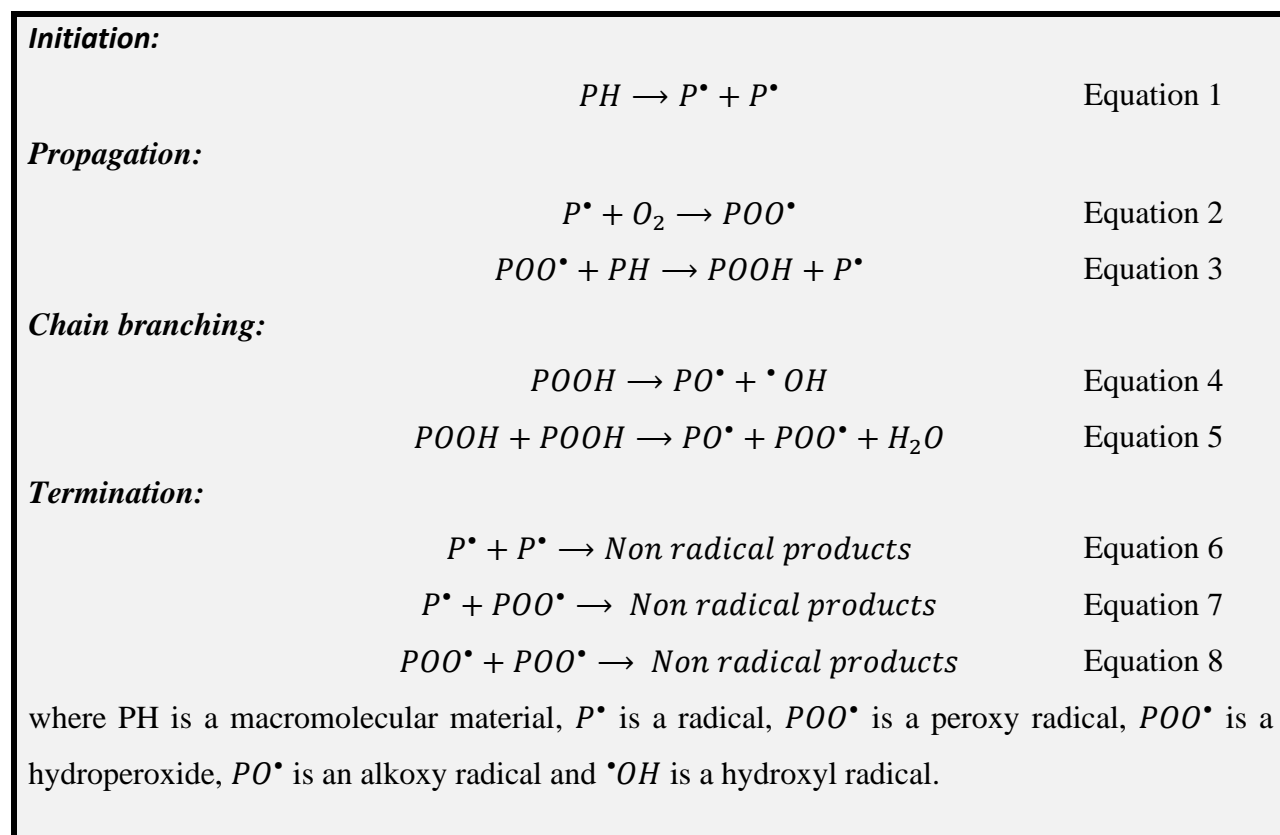 Initiation:
PH ⟶ P• + P• Equation 1
Propagation:
P• + O₂ ⟶ POO• Equation 2
POO• + PH ⟶ POOH + P• Equation 3
Chain branching:
POOH ⟶ PO• + •OH Equation 4
POOH + POOH ⟶ PO• + POO• + H₂O Equation 5
Termination:
P• + P• ⟶ Non radical products Equation 6
P• + POO• ⟶ Non radical products Equation 7
POO• + POO• ⟶ Non radical products Equation 8
where PH is a macromolecular material, P• is a radical, POO• is a peroxy radical, POO• is a
hydroperoxide, PO• is an alkoxy radical and •OH is a hydroxyl radical.